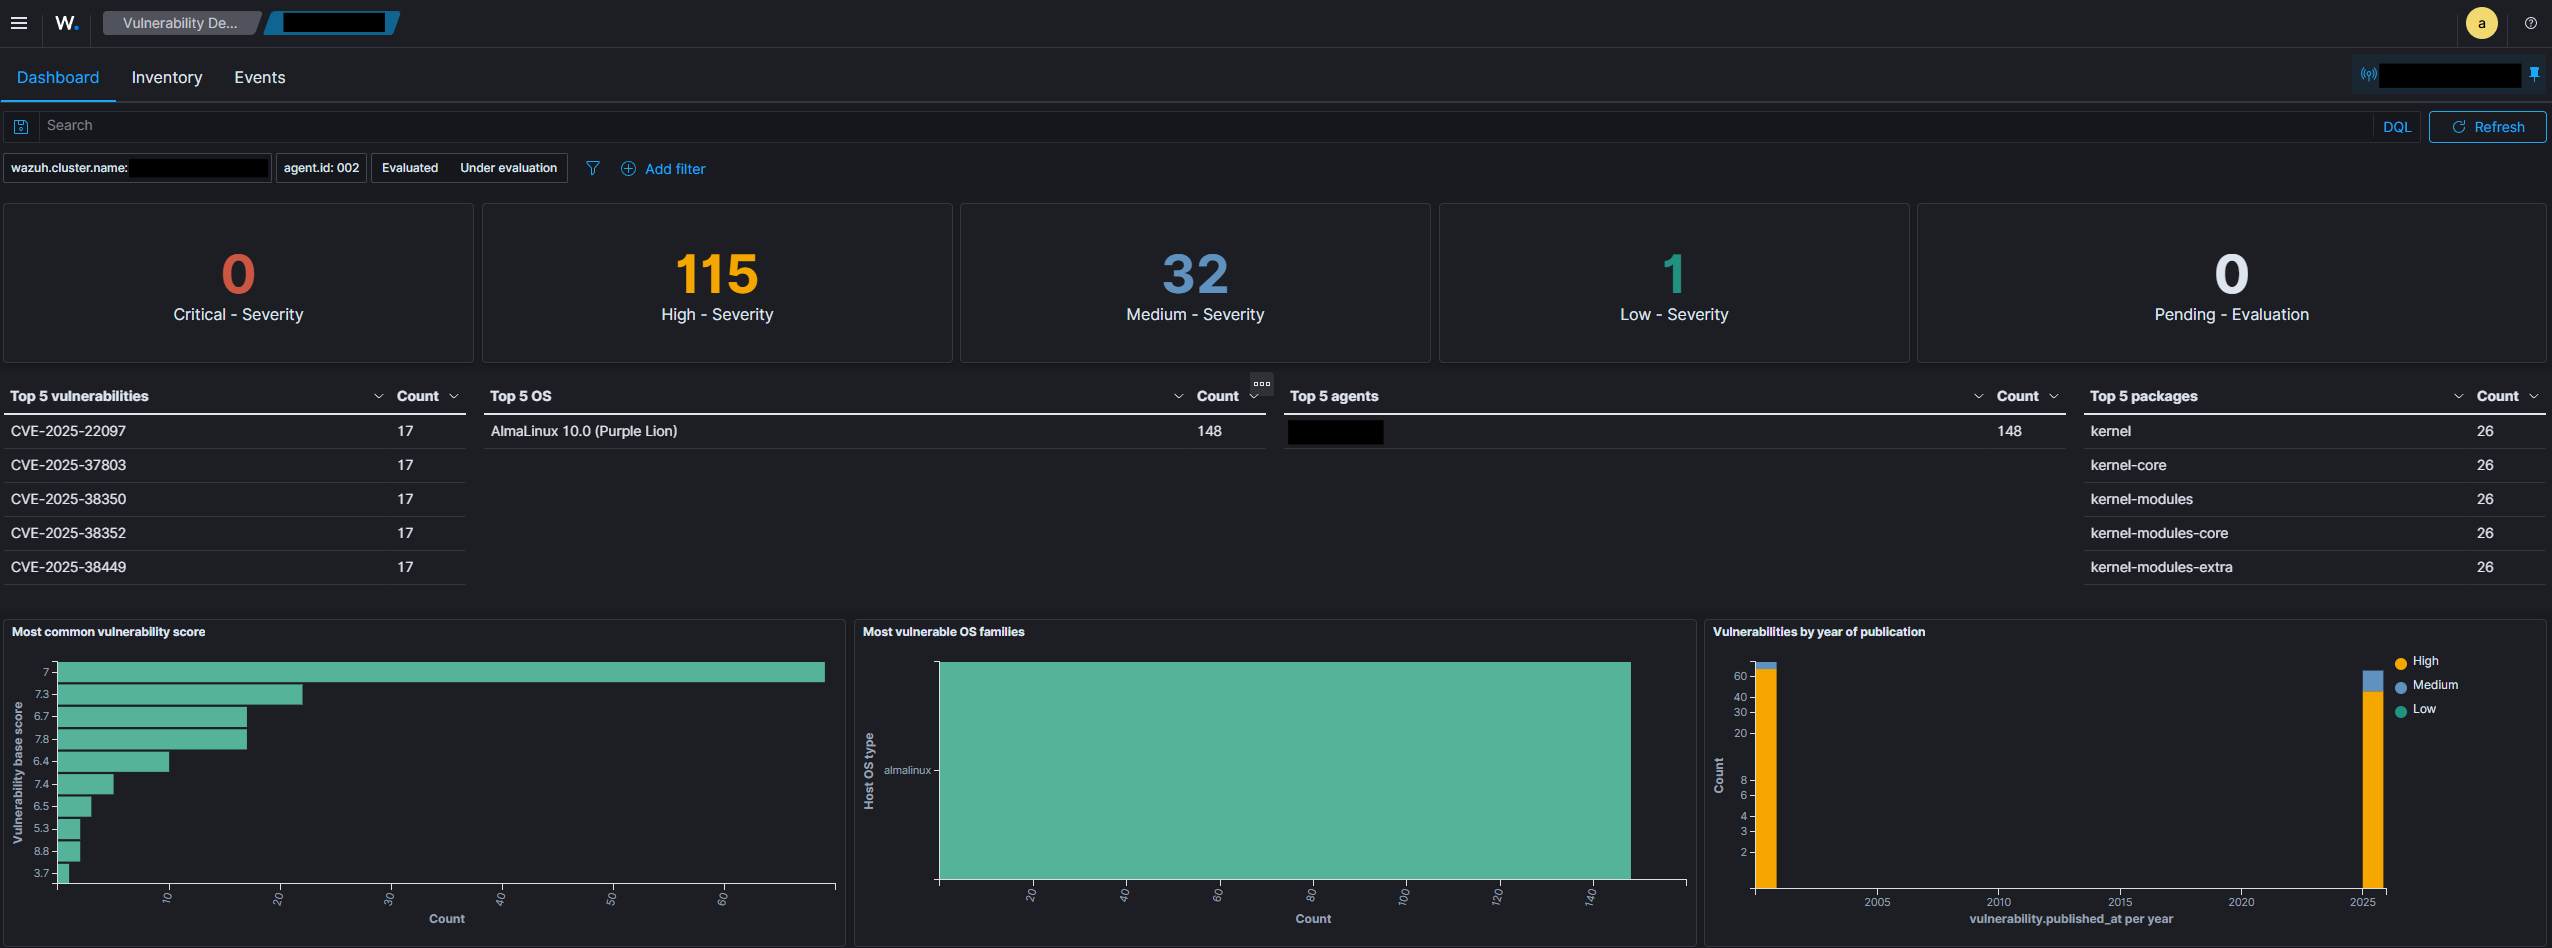 W. Vulnerability De... a
Dashboard Inventory Events
Search DQL Refresh
wazuh.cluster.name: agent.id: 002 Evaluated Under evaluation Add filter
0 115 32 1 0
Critical - Severity High - Severity Medium - Severity Low - Severity Pending - Evaluation
Top 5 vulnerabilities Count
CVE-2025-22097 17
CVE-2025-37803 17
CVE-2025-38350 17
CVE-2025-38352 17
CVE-2025-38449 17
Top 5 OS Count
AlmaLinux 10.0 (Purple Lion) 148
Top 5 agents Count
148
Top 5 packages Count
kernel 26
kernel-core 26
kernel-modules 26
kernel-modules-core 26
kernel-modules-extra 26
Most common vulnerability score
Vulnerability base score
7
7.3
6.7
7.8
6.4
7.4
6.5
5.3
8.8
3.7
10 20 30 40 50 60
Count
Most vulnerable OS families
Host OS type
almalinux
20 40 60 80 100 120 140
Count
Vulnerabilities by year of publication
Count
60
40
30
20
8
6
4
3
2
2005 2010 2015 2020 2025
vulnerability.published_at per year
High
Medium
Low